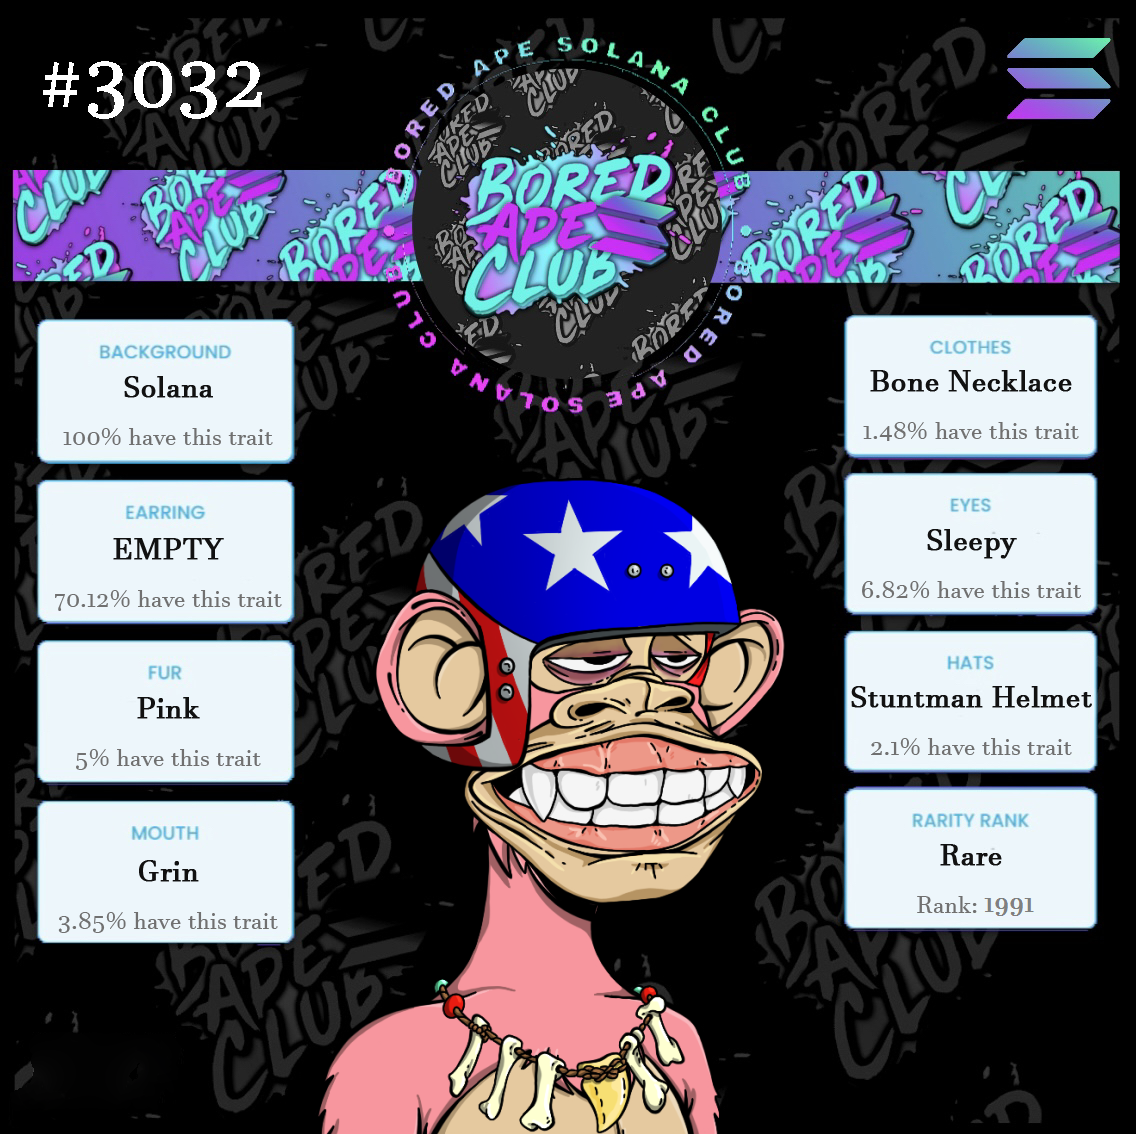 #3032
BORED APE SOLANA CLUB
BORED APE SOLANA CLUB
BORED
APE
CLUB
BACKGROUND
Solana
100% have this trait
EARRING
EMPTY
70.12% have this trait
FUR
Pink
5% have this trait
MOUTH
Grin
3.85% have this trait
CLOTHES
Bone Necklace
1.48% have this trait
EYES
Sleepy
6.82% have this trait
HATS
Stuntman Helmet
2.1% have this trait
RARITY RANK
Rare
Rank: 1991